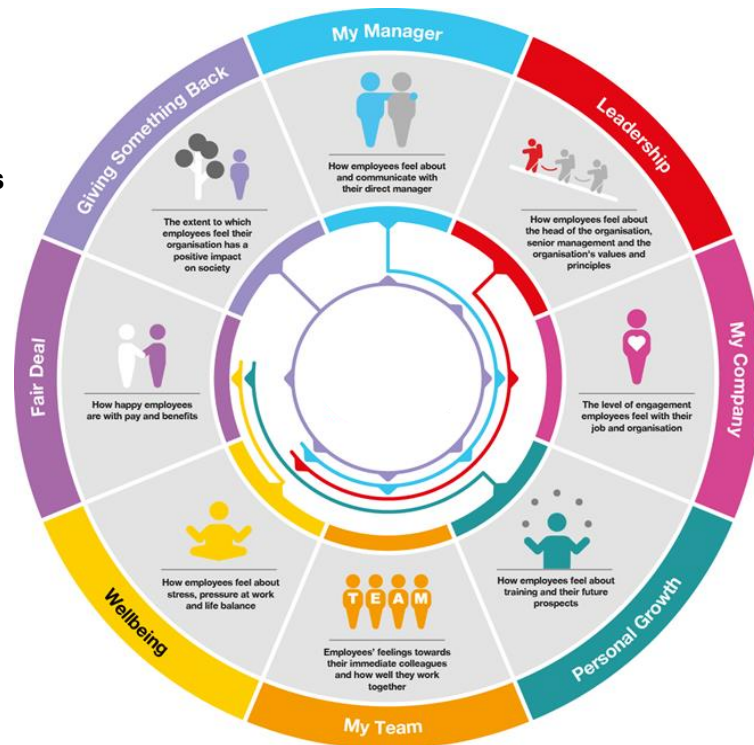 s
My Manager
How employees feel about
and communicate with
their direct manager
Leadership
How employees feel about
the head of the organisation,
senior management and the
organisation's values and
principles
My Company
The level of engagement
employees feel with their
job and organisation
Personal Growth
How employees feel about
training and their future
prospects
My Team
TEAM
Employees' feelings towards
their immediate colleagues
and how well they work
together
Wellbeing
How employees feel about
stress, pressure at work
and life balance
Fair Deal
How happy employees
are with pay and benefits
Giving Something Back
The extent to which
employees feel their
organisation has a
positive impact
on society